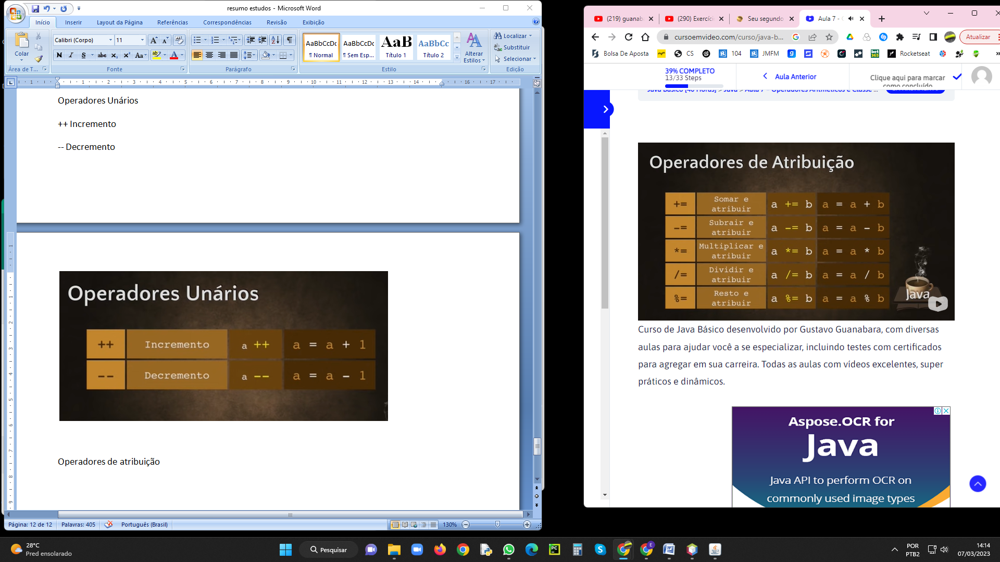 resumo estudos - Microsoft Word
Início
Inserir
Layout da Página
Referências
Correspondências
Revisão
Exibição
Colar
Calibri (Corpo)
11
AaBbCcDc
¶ Normal
AaBbCcDc
¶ Sem Esp...
AaB
Título 1
AaBbCc
Título 2
Alterar
Estilos
Localizar
Substituir
Selecionar
Área de T...
Fonte
Parágrafo
Estilo
Edição
Operadores Unários
++ Incremento
-- Decremento
Operadores Unários
++ Incremento a ++ a = a + 1
-- Decremento a -- a = a - 1
Operadores de atribuição
Página: 12 de 12
Palavras: 405
Português (Brasil)
130%
(219) guanab
(290) Exercíci
Seu segundo
Aula 7 -
cursoemvideo.com/curso/java-b...
Atualizar
Bolsa De Aposta
CS
104
JMFM
bet365
Rocketseat
39% COMPLETO
13/33 Steps
Aula Anterior
Clique aqui para marcar
como concluído
Java Básico [40 Horas] > Java > Aula 7 – Operadores Aritméticos e Classe ...
Operadores de Atribuição
+= Somar e atribuir a += b a = a + b
-= Subrair e atribuir a -= b a = a - b
*= Multiplicar e atribuir a *= b a = a * b
/= Dividir e atribuir a /= b a = a / b
%= Resto e atribuir a %= b a = a % b
Java
Curso de Java Básico desenvolvido por Gustavo Guanabara, com diversas
aulas para ajudar você a se especializar, incluindo testes com certificados
para agregar em sua carreira. Todas as aulas com vídeos excelentes, super
práticos e dinâmicos.
Aspose.OCR for
Java
Java API to perform OCR on
commonly used image types
28°C
Pred ensolarado
Pesquisar
POR
PTB2
14:14
07/03/2023